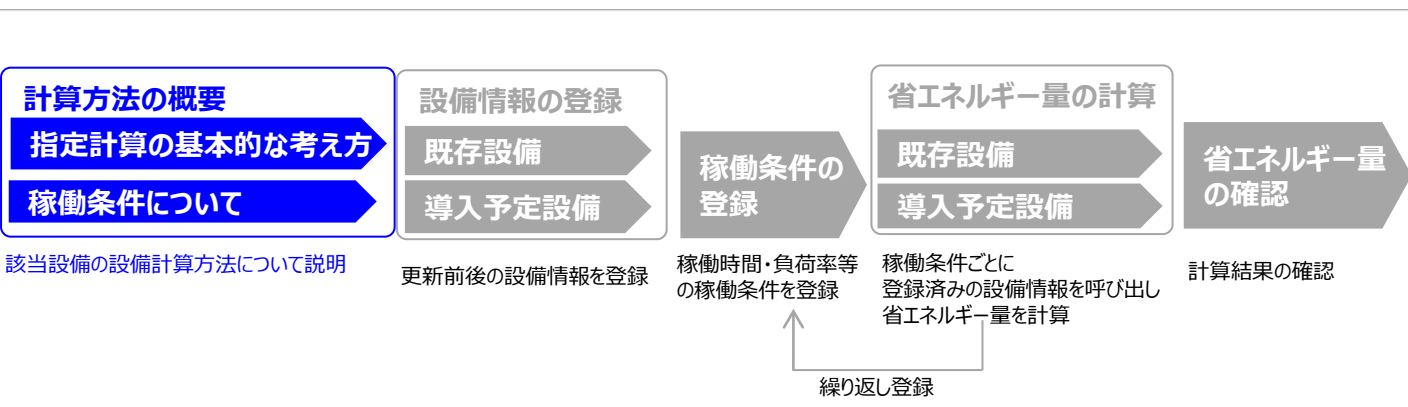 計算方法の概要
指定計算の基本的な考え方
稼働条件について
該当設備の設備計算方法について説明
設備情報の登録
既存設備
導入予定設備
更新前後の設備情報を登録
稼働条件の
登録
稼働時間・負荷率等
の稼働条件を登録
省エネルギー量の計算
既存設備
導入予定設備
稼働条件ごとに
登録済みの設備情報を呼び出し
省エネルギー量を計算
繰り返し登録
省エネルギー量
の確認
計算結果の確認